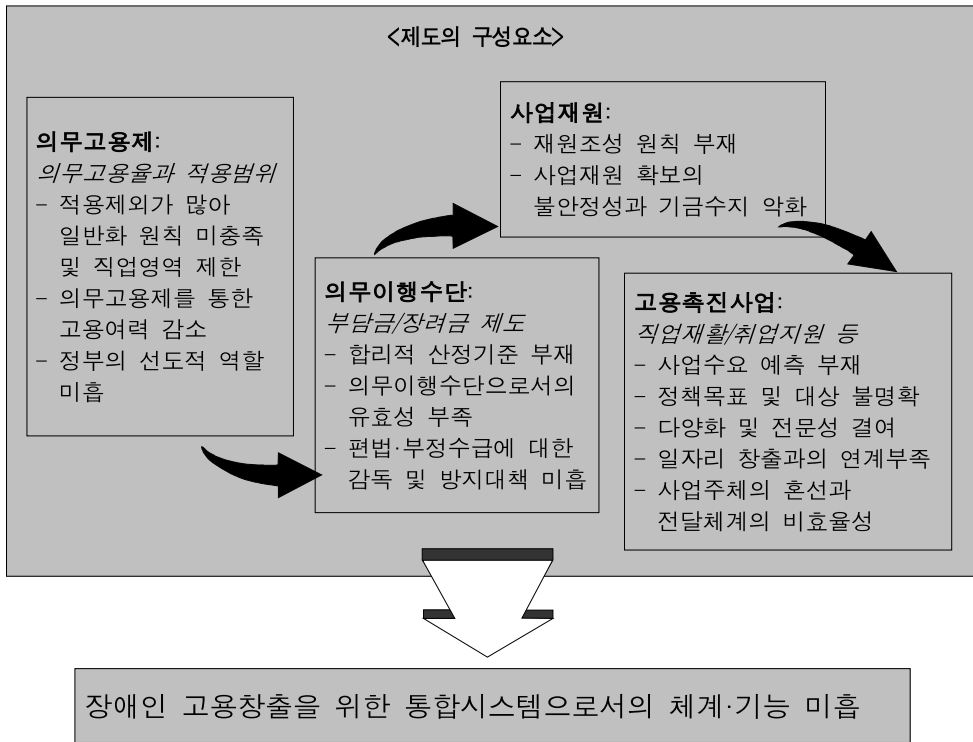 <제도의 구성요소>
의무고용제:
의무고용율과 적용범위
- 적용제외가 많아
일반화 원칙 미충족
및 직업영역 제한
- 의무고용제를 통한
고용여력 감소
- 정부의 선도적 역할
미흡
의무이행수단:
부담금/장려금 제도
- 합리적 산정기준 부재
- 의무이행수단으로서의
유효성 부족
- 편법·부정수급에 대한
감독 및 방지대책 미흡
사업재원:
- 재원조성 원칙 부재
- 사업재원 확보의
불안정성과 기금수지 악화
고용촉진사업:
직업재활/취업지원 등
- 사업수요 예측 부재
- 정책목표 및 대상 불명확
- 다양화 및 전문성 결여
- 일자리 창출과의 연계부족
- 사업주체의 혼선과
전달체계의 비효율성
장애인 고용창출을 위한 통합시스템으로서의 체계·기능 미흡